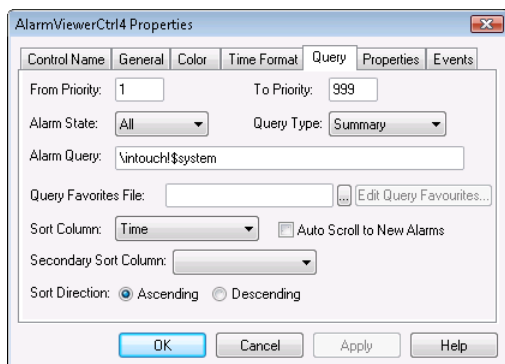 AlarmViewerCtrl4 Properties
Control Name General Color Time Format Query Properties Events
From Priority: 1 To Priority: 999
Alarm State: All Query Type: Summary
Alarm Query: \intouch!$system
Query Favorites File: ... Edit Query Favourites...
Sort Column: Time Auto Scroll to New Alarms
Secondary Sort Column:
Sort Direction: Ascending Descending
OK Cancel Apply Help